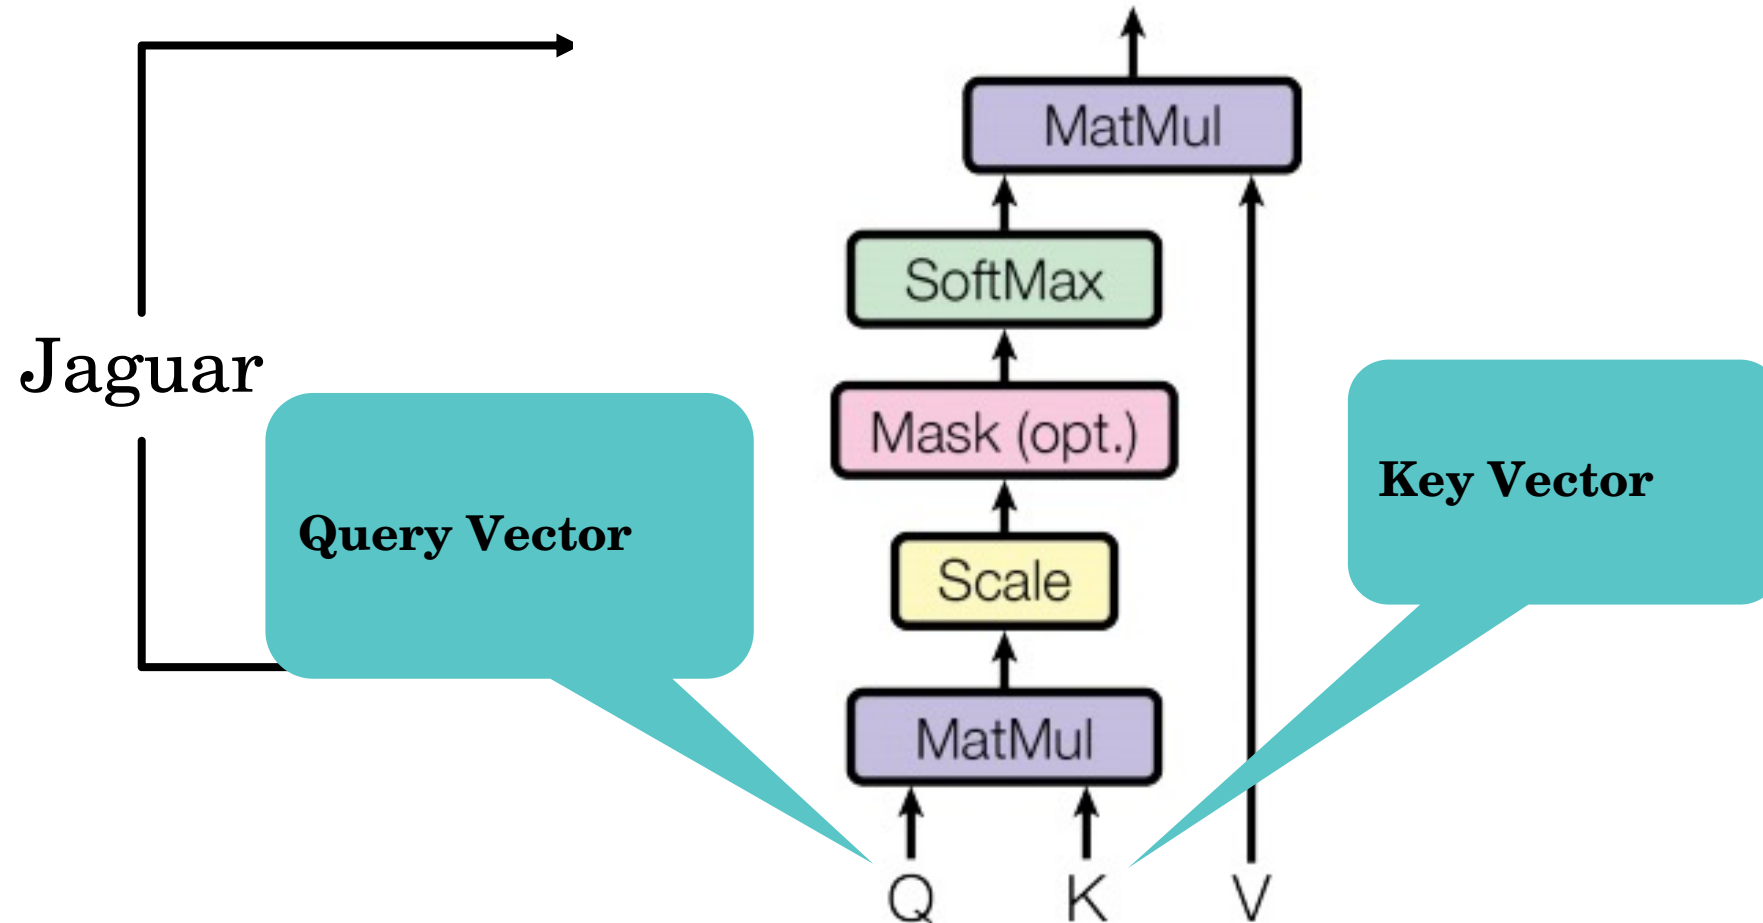 MatMul
SoftMax
Jaguar
Mask (opt.)
Key Vector
Query Vector
Scale
MatMul
Q K V